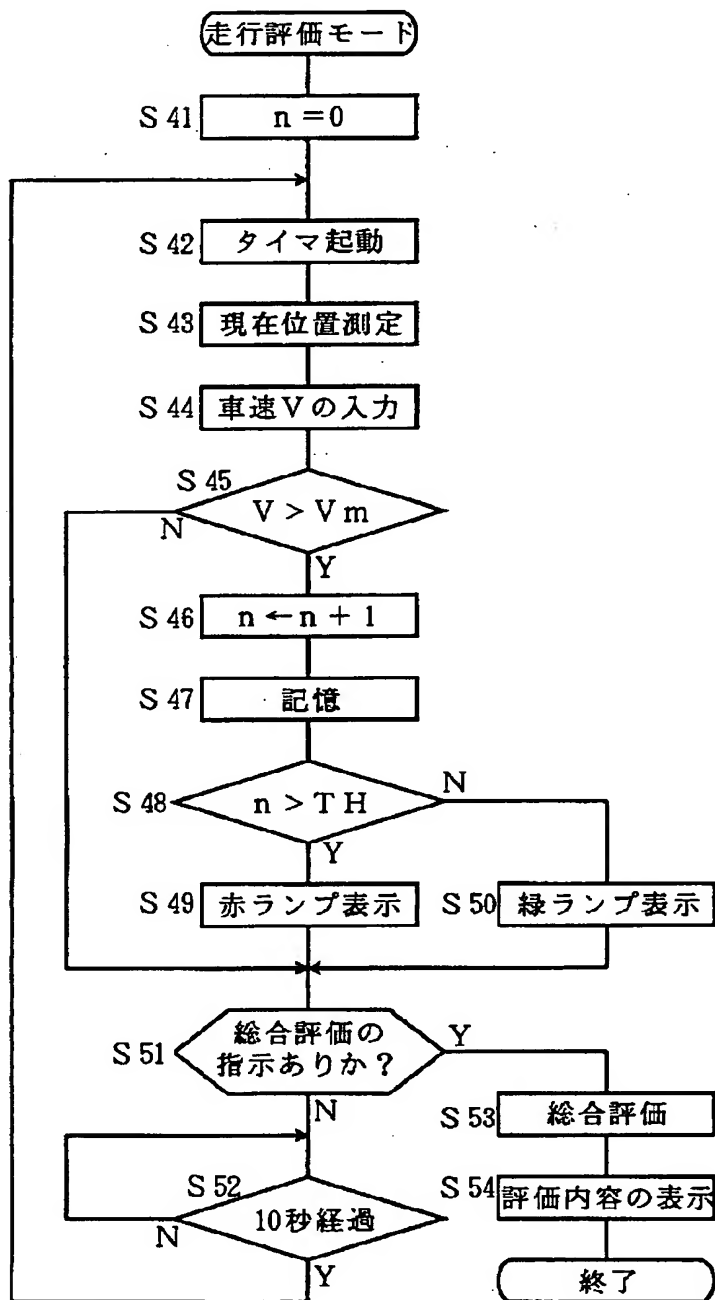 走行評価モード
S 41
n = 0
S 42
タイマ起動
S 43
現在位置測定
S 44
車速Vの入力
S 45
V > Vm
N
Y
S 46
n ← n + 1
S 47
記憶
S 48
n > TH
N
Y
S 49
赤ランプ表示
S 50
緑ランプ表示
S 51
総合評価の
指示ありか?
Y
N
S 53
総合評価
S 52
10秒経過
N
Y
S 54
評価内容の表示
終了